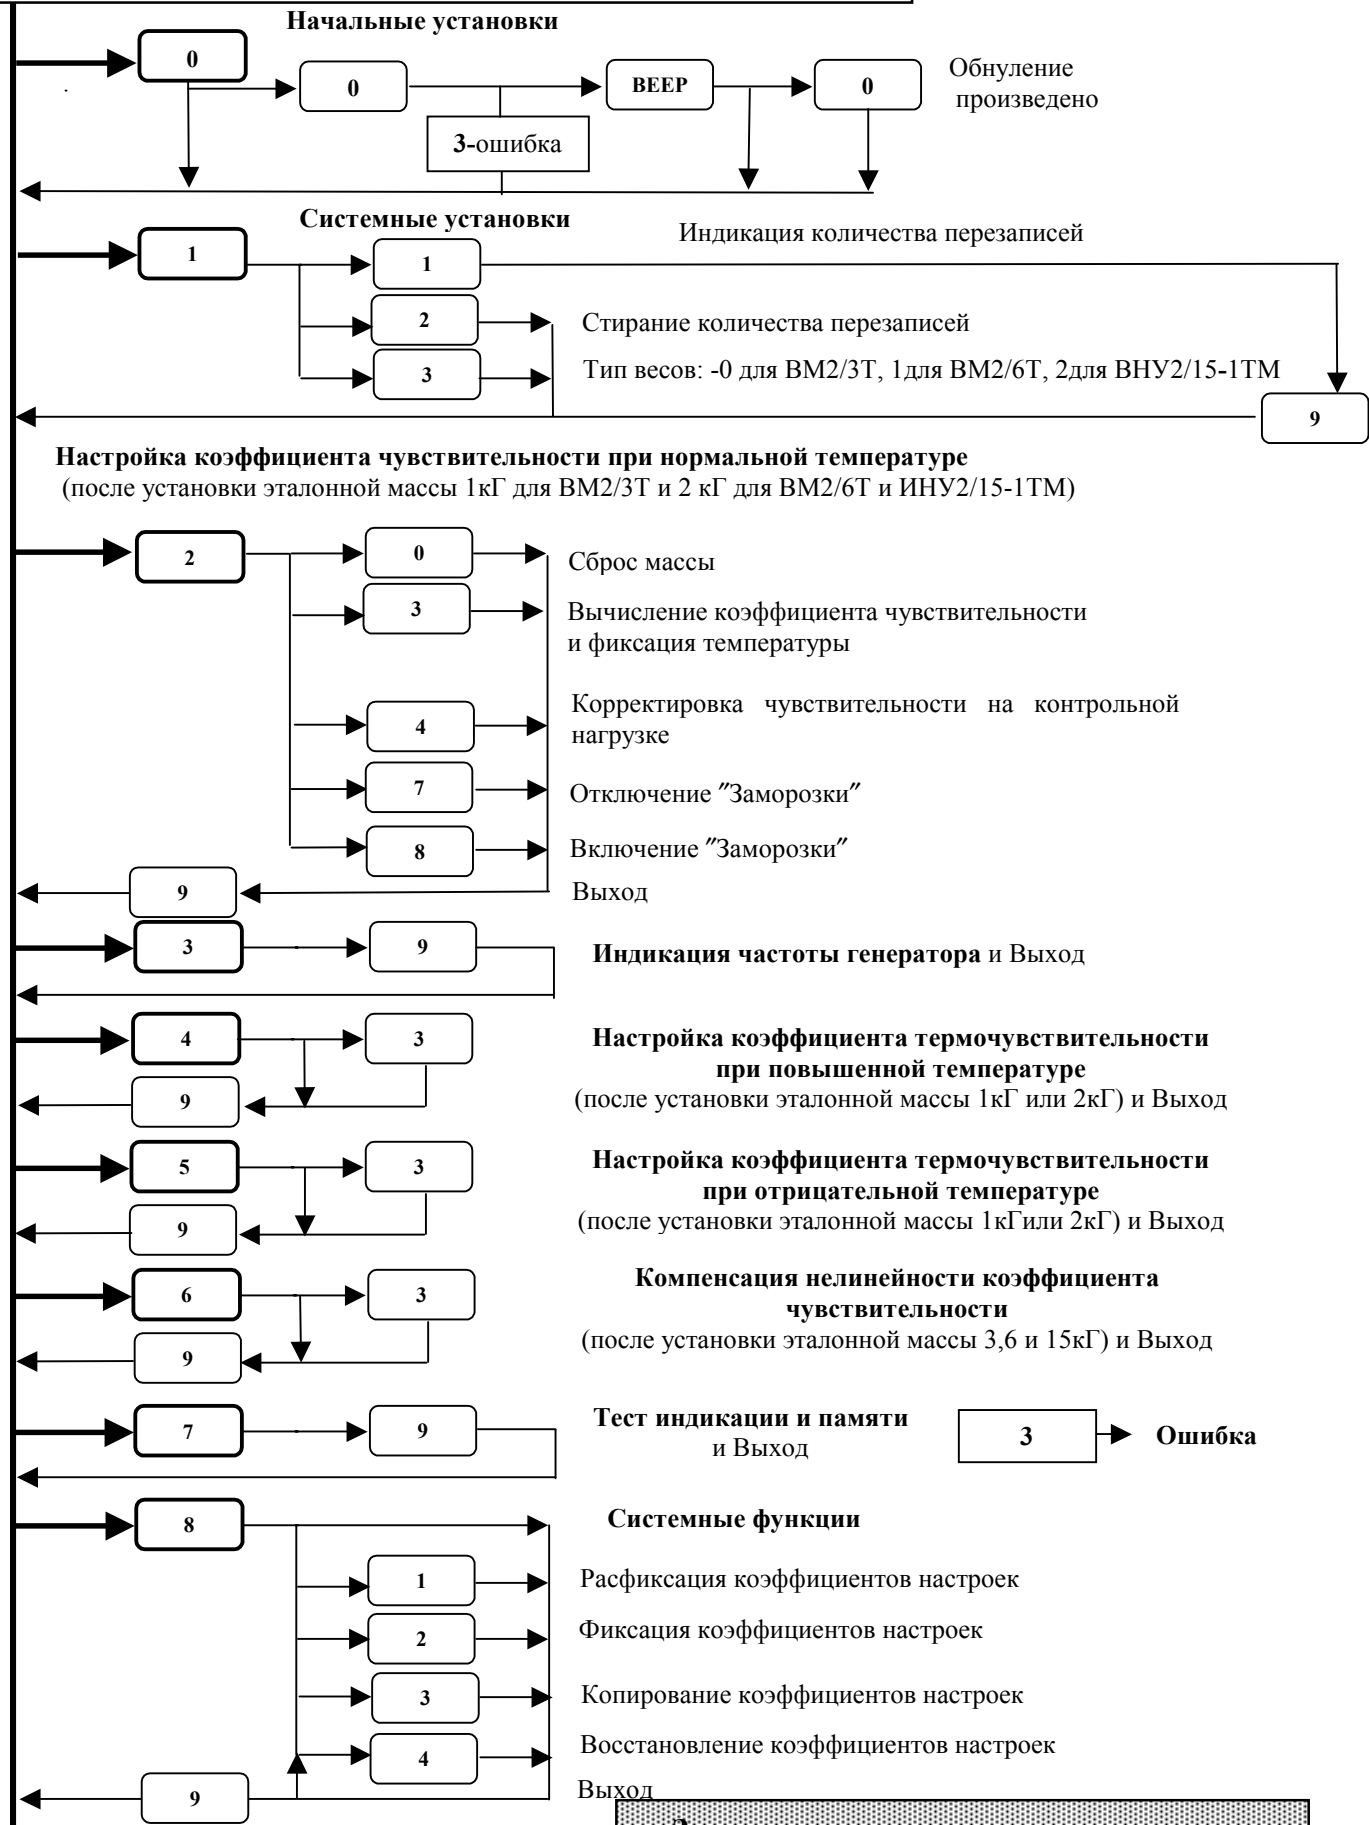 Начальные установки
0
0
BEEP
0
Обнуление
произведено
3-ошибка
Системные установки
1
1
Индикация количества перезаписей
2
Стирание количества перезаписей
3
Тип весов: -0 для ВМ2/3Т, 1для ВМ2/6Т, 2для ВНУ2/15-1ТМ
9
Настройка коэффициента чувствительности при нормальной температуре
(после установки эталонной массы 1кГ для ВМ2/3Т и 2 кГ для ВМ2/6Т и ИНУ2/15-1ТМ)
2
0
Сброс массы
3
Вычисление коэффициента чувствительности
и фиксация температуры
4
Корректировка чувствительности на контрольной
нагрузке
7
Отключение "Заморозки"
8
Включение "Заморозки"
9
Выход
3
9
Индикация частоты генератора и Выход
4
3
Настройка коэффициента термочувствительности
при повышенной температуре
9
(после установки эталонной массы 1кГ или 2кГ) и Выход
5
3
Настройка коэффициента термочувствительности
при отрицательной температуре
9
(после установки эталонной массы 1кГили 2кГ) и Выход
6
3
Компенсация нелинейности коэффициента
чувствительности
9
(после установки эталонной массы 3,6 и 15кГ) и Выход
7
9
Тест индикации и памяти
и Выход
3
Ошибка
8
Системные функции
1
Расфиксация коэффициентов настроек
2
Фиксация коэффициентов настроек
3
Копирование коэффициентов настроек
4
Восстановление коэффициентов настроек
9
Выход